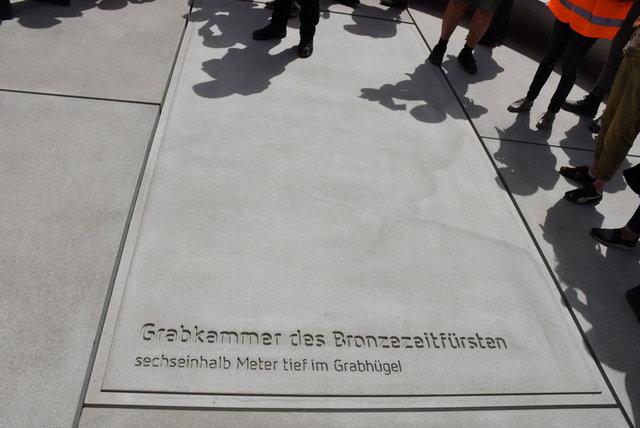 Grabkammer des Bronzezeitfürsten
sechseinhalb Meter tief im Grabhügel